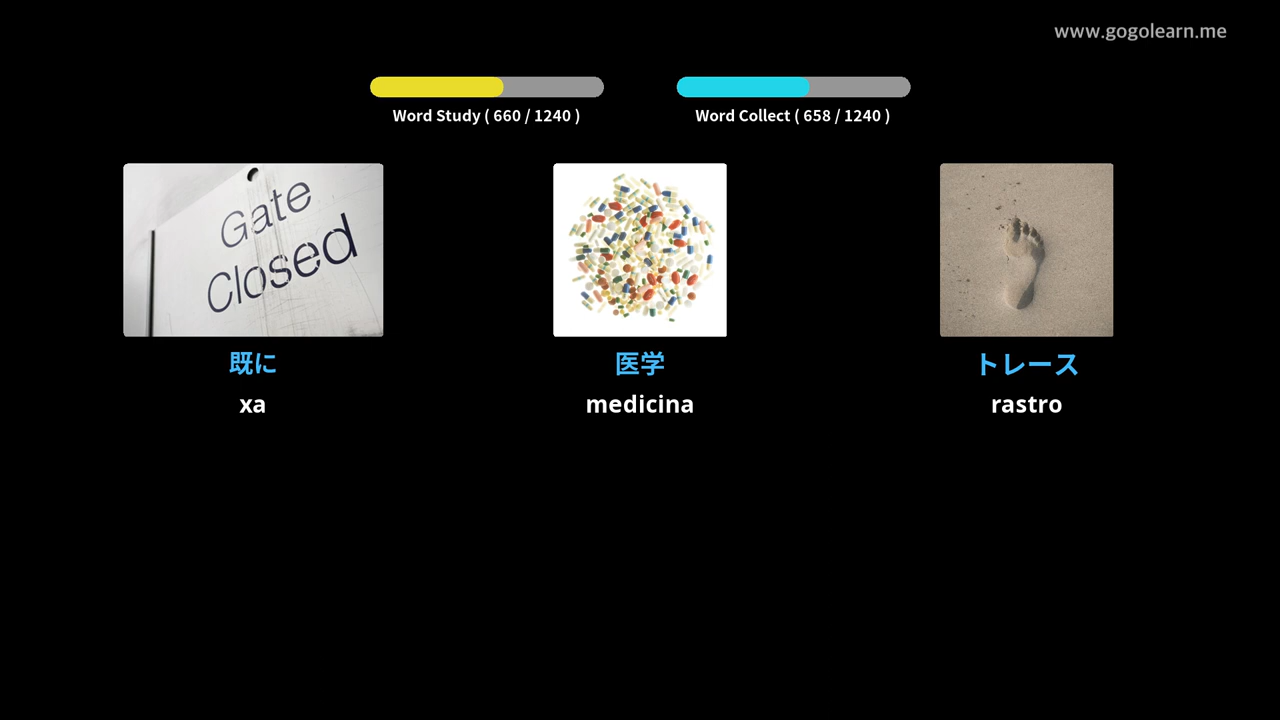 www.gogolearn.me
Word Study ( 660 / 1240 )
Word Collect ( 658 / 1240 )
Gate
Closed
既に
医学
トレース
xa
medicina
rastro